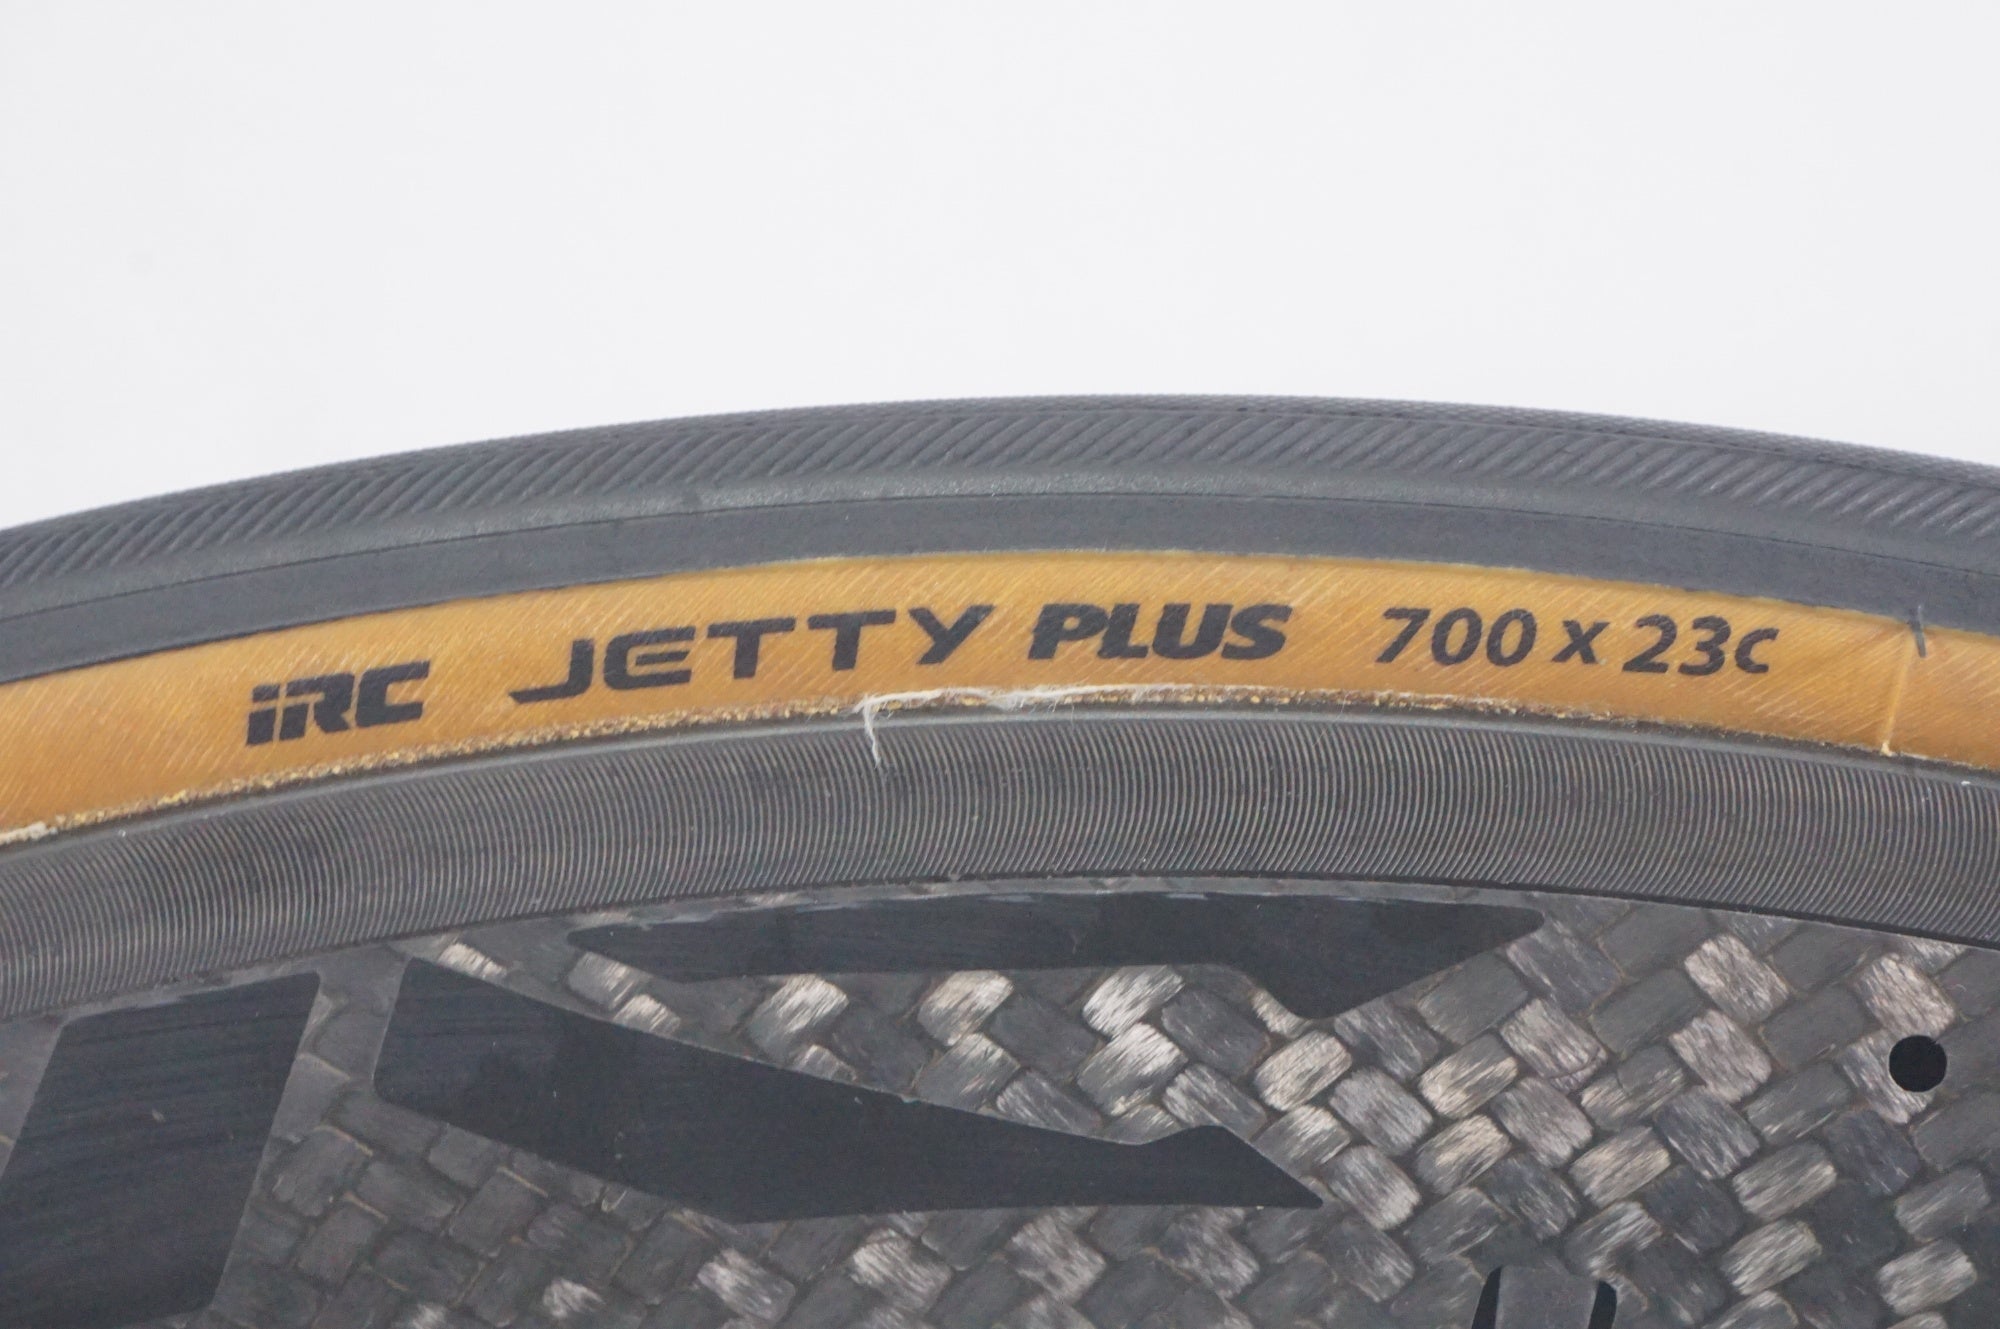 iRC JETTY PLUS 700 x 23C